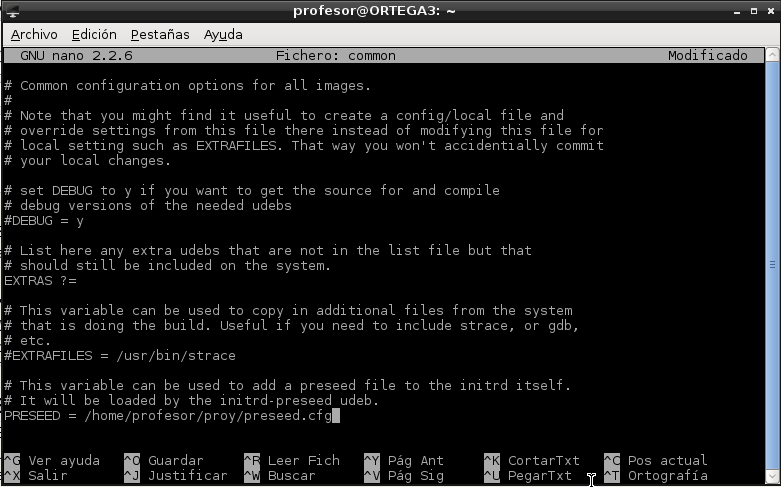 profesor@ORTEGA3: ~
Archivo Edición Pestañas Ayuda
GNU nano 2.2.6 Fichero: common Modificado
# Common configuration options for all images.
#
# Note that you might find it useful to create a config/local file and
# override settings from this file there instead of modifying this file for
# local setting such as EXTRAFILES. That way you won't accidentially commit
# your local changes.
# set DEBUG to y if you want to get the source for and compile
# debug versions of the needed udebs
#DEBUG = y
# List here any extra udebs that are not in the list file but that
# should still be included on the system.
EXTRAS ?=
# This variable can be used to copy in additional files from the system
# that is doing the build. Useful if you need to include strace, or gdb,
# etc.
#EXTRAFILES = /usr/bin/strace
# This variable can be used to add a preseed file to the initrd itself.
# It will be loaded by the initrd-preseed udeb.
PRESEED = /home/profesor/proy/preseed.cfg
^G Ver ayuda ^O Guardar ^R Leer Fich ^Y Pág Ant ^K CortarTxt ^C Pos actual
^X Salir ^J Justificar ^W Buscar ^V Pág Sig ^U PegarTxt ^T Ortografía